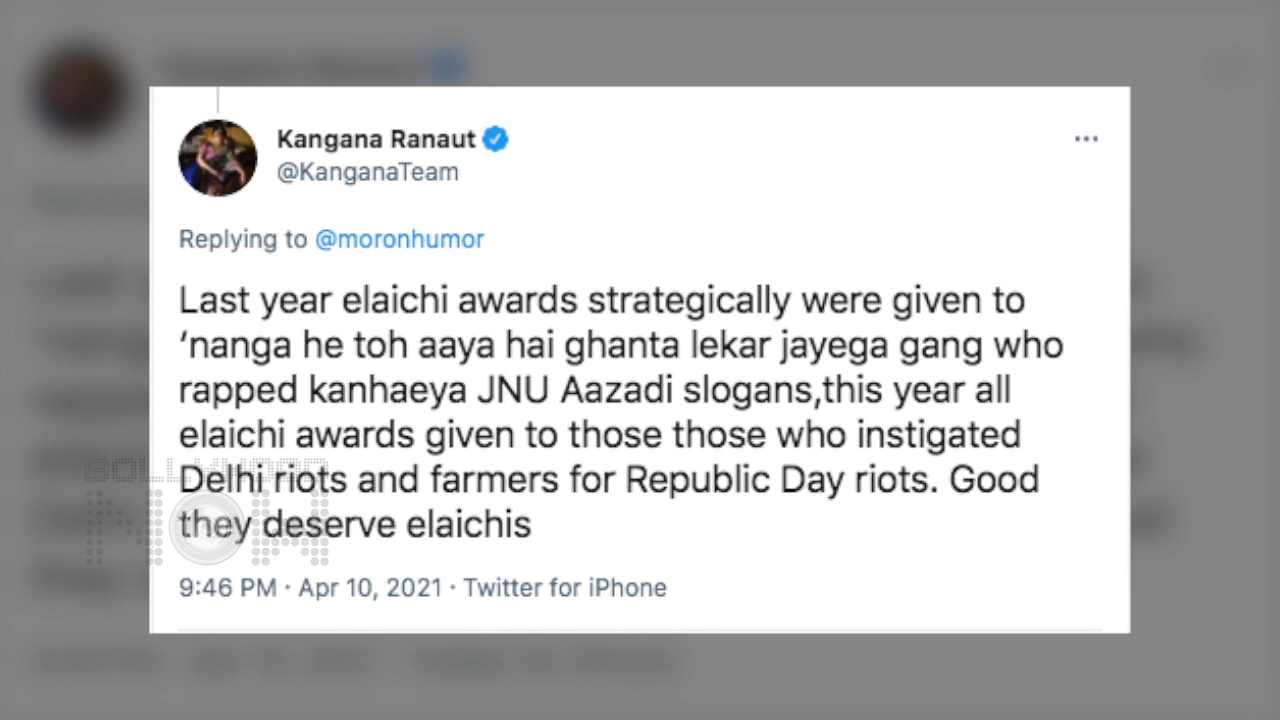 Kangana Ranaut
@KanganaTeam
Replying to @moronhumor
Last year elaichi awards strategically were given to
‘nanga he toh aaya hai ghanta lekar jayega gang who
rapped kanhaeya JNU Aazadi slogans,this year all
elaichi awards given to those those who instigated
Delhi riots and farmers for Republic Day riots. Good
they deserve elaichis
BOLLYWOOD
NOW
9:46 PM · Apr 10, 2021 · Twitter for iPhone